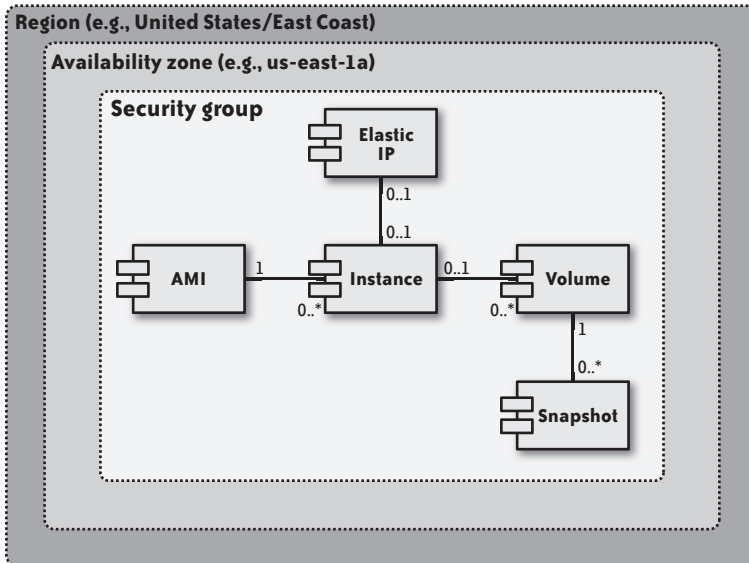 Region (e.g., United States/East Coast)
Availability zone (e.g., us-east-1a)
Security group
Elastic
IP
0..1
0..1
AMI
1
0..*
Instance
0..1
0..*
Volume
1
0..*
Snapshot